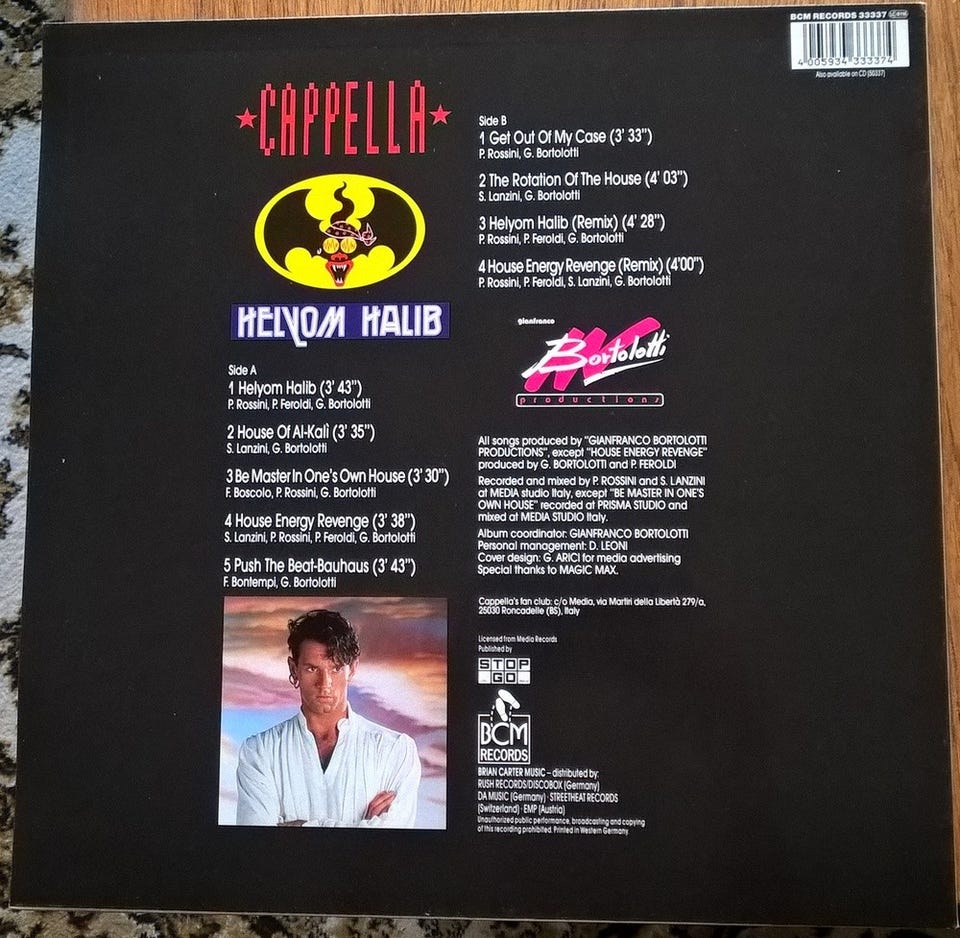 BCM RECORDS 33337
4 005934 333374
Also available on CD (50337)
★CAPPELLA★
HELYOM HALIB
Side A
1 Helyom Halib (3' 43")
P. Rossini, P. Feroldi, G. Bortolotti
2 House Of Al-Kalì (3' 35")
S. Lanzini, G. Bortolotti
3 Be Master In One's Own House (3' 30")
F. Boscolo, P. Rossini, G. Bortolotti
4 House Energy Revenge (3' 38")
S. Lanzini, P. Rossini, P. Feroldi, G. Bortolotti
5 Push The Beat-Bauhaus (3' 43")
F. Bontempi, G. Bortolotti
Side B
1 Get Out Of My Case (3' 33")
P. Rossini, G. Bortolotti
2 The Rotation Of The House (4' 03")
S. Lanzini, G. Bortolotti
3 Helyom Halib (Remix) (4' 28")
P. Rossini, P. Feroldi, G. Bortolotti
4 House Energy Revenge (Remix) (4'00")
P. Rossini, P. Feroldi, S. Lanzini, G. Bortolotti
gianfranco
Bortolotti
productions
All songs produced by "GIANFRANCO BORTOLOTTI
PRODUCTIONS", except "HOUSE ENERGY REVENGE"
produced by G. BORTOLOTTI and P. FEROLDI
Recorded and mixed by P. ROSSINI and S. LANZINI
at MEDIA studio Italy, except "BE MASTER IN ONE'S
OWN HOUSE" recorded at PRISMA STUDIO and
mixed at MEDIA STUDIO Italy.
Album coordinator: GIANFRANCO BORTOLOTTI
Personal management: D. LEONI
Cover design: G. ARICI for media advertising
Special thanks to MAGIC MAX.
Cappella's fan club: c/o Media, via Martiri della Libertà 279/a,
25030 Roncadelle (BS), Italy
Licensed from Media Records
Published by
STOP
GO
BCM
RECORDS
BRIAN CARTER MUSIC – distributed by:
RUSH RECORDS/DISCOBOX (Germany)
DA MUSIC (Germany) · STREETHEAT RECORDS
(Switzerland) · EMP (Austria)
Unauthorized public performance, broadcasting and copying
of this recording prohibited. Printed in Western Germany.